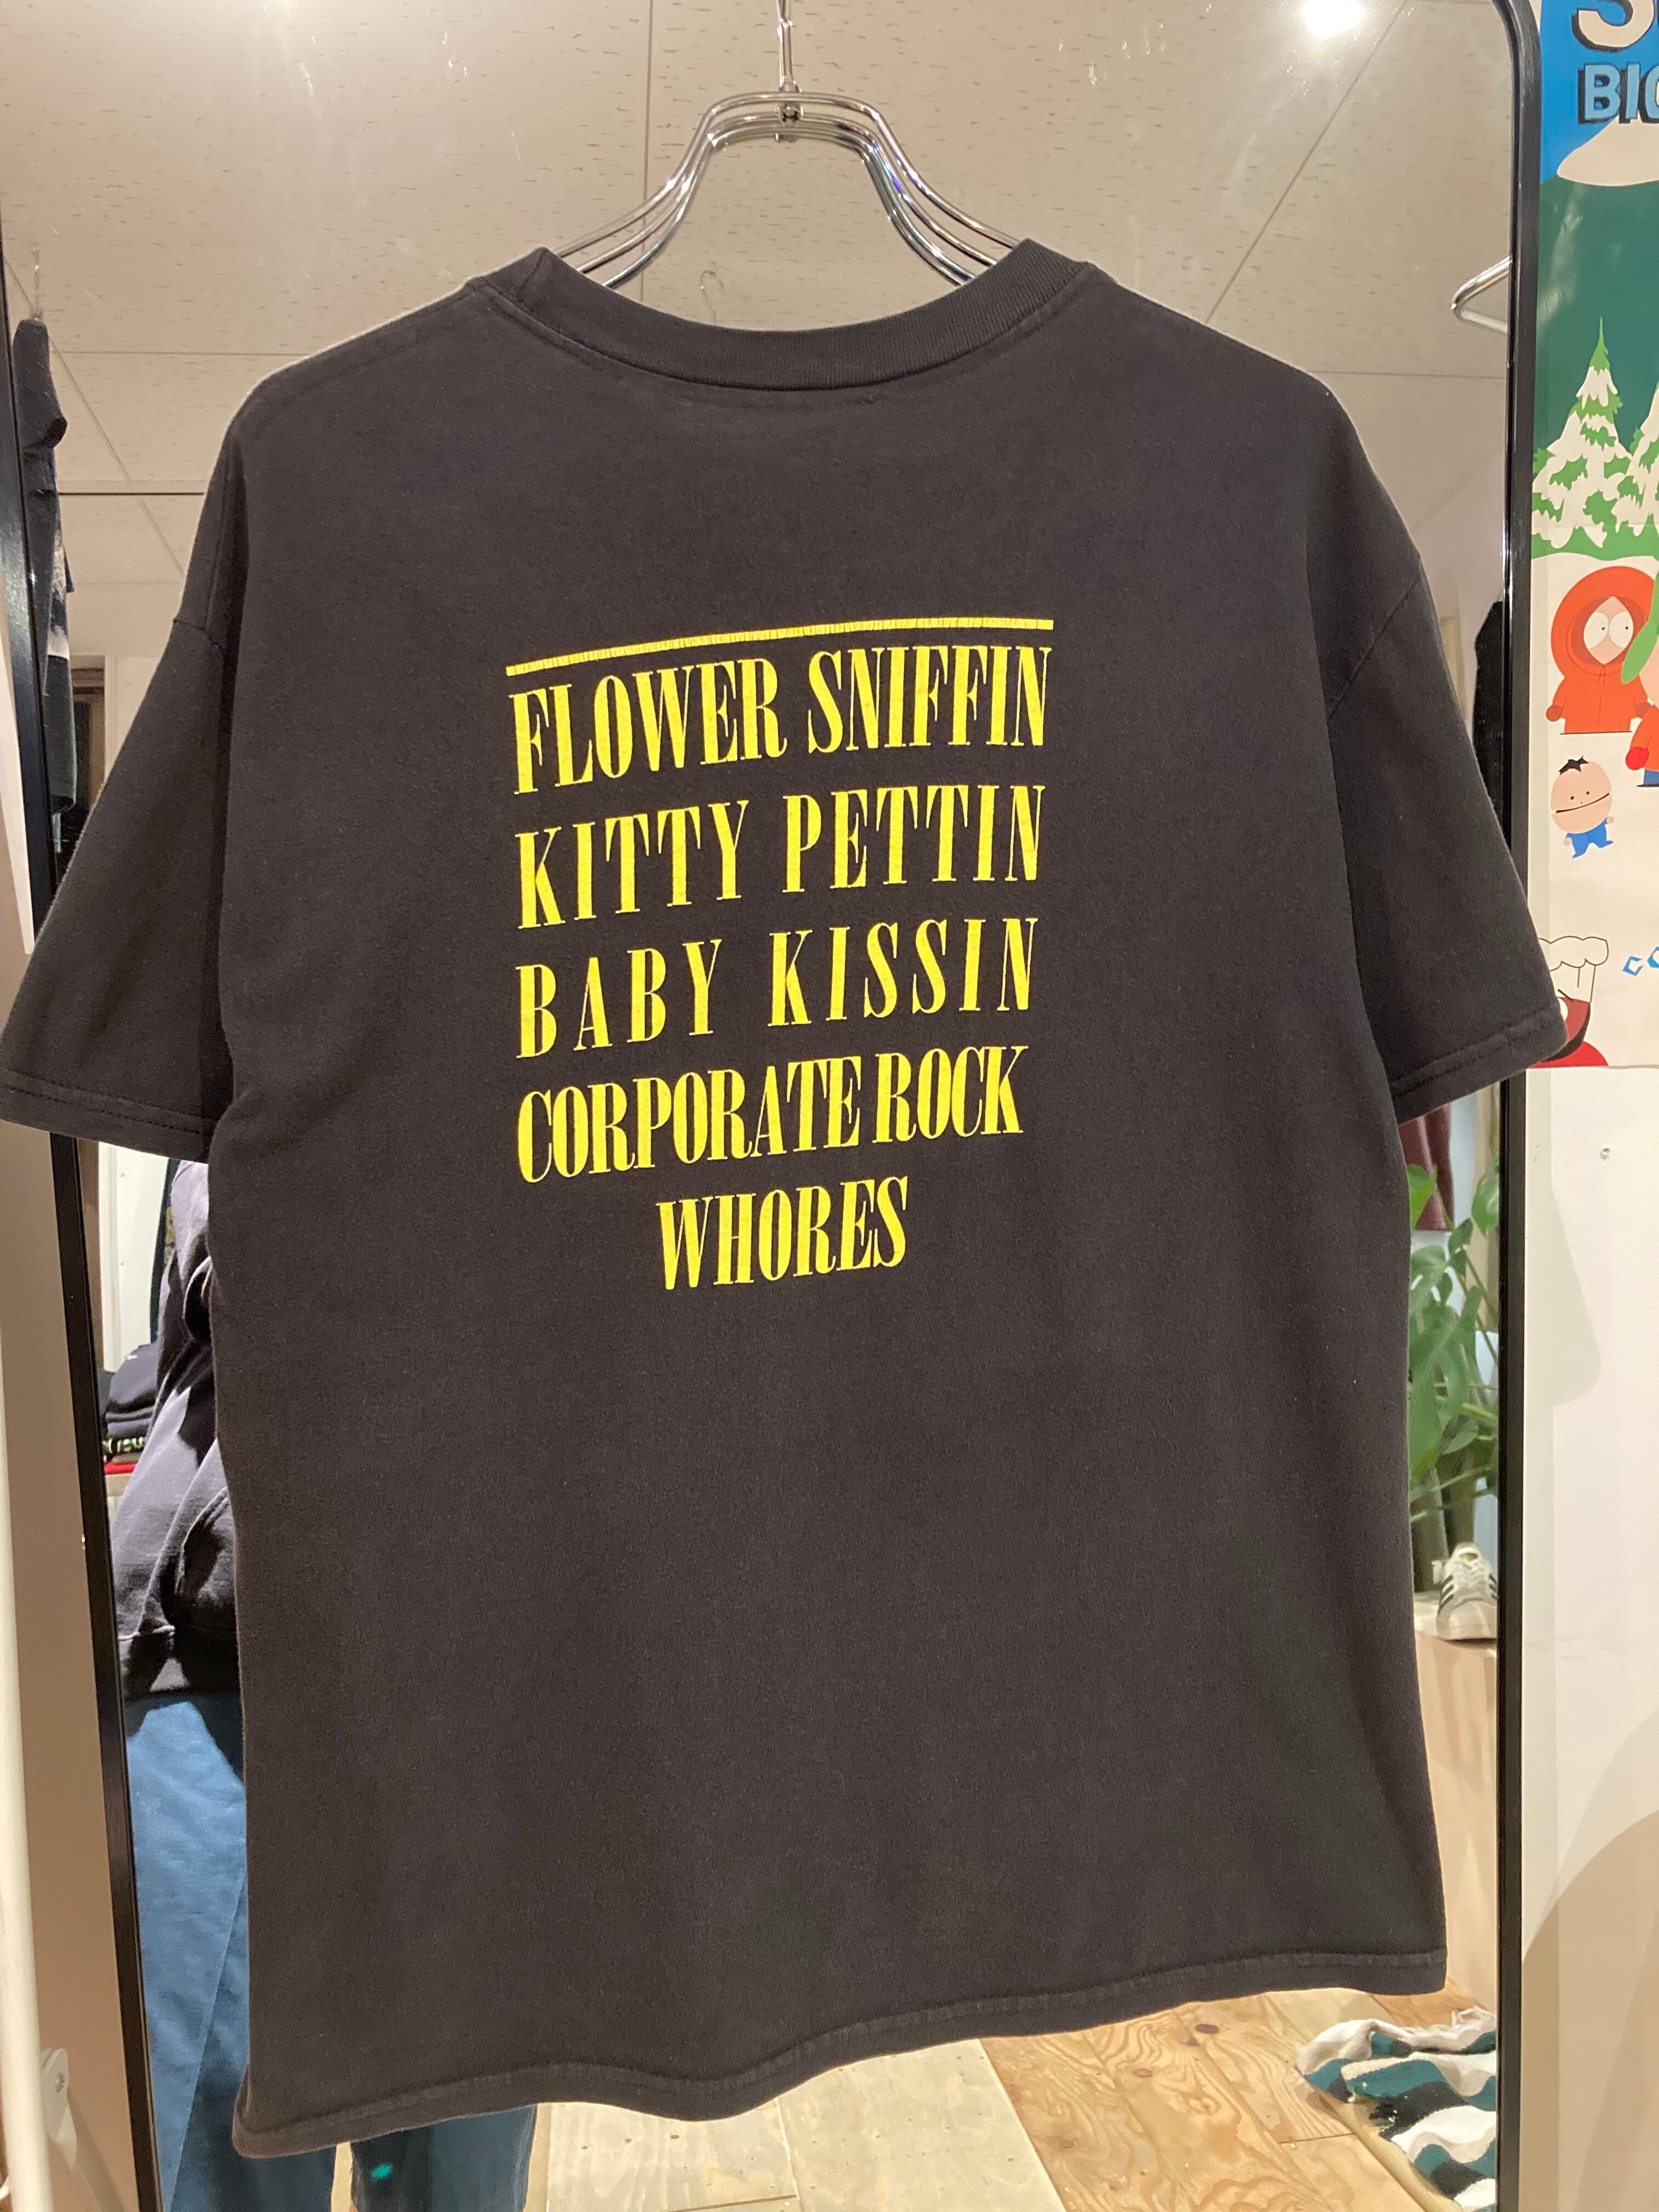 FLOWER SNIFFIN
KITTY PETTIN
BABY KISSIN
CORPORATE ROCK
WHORES